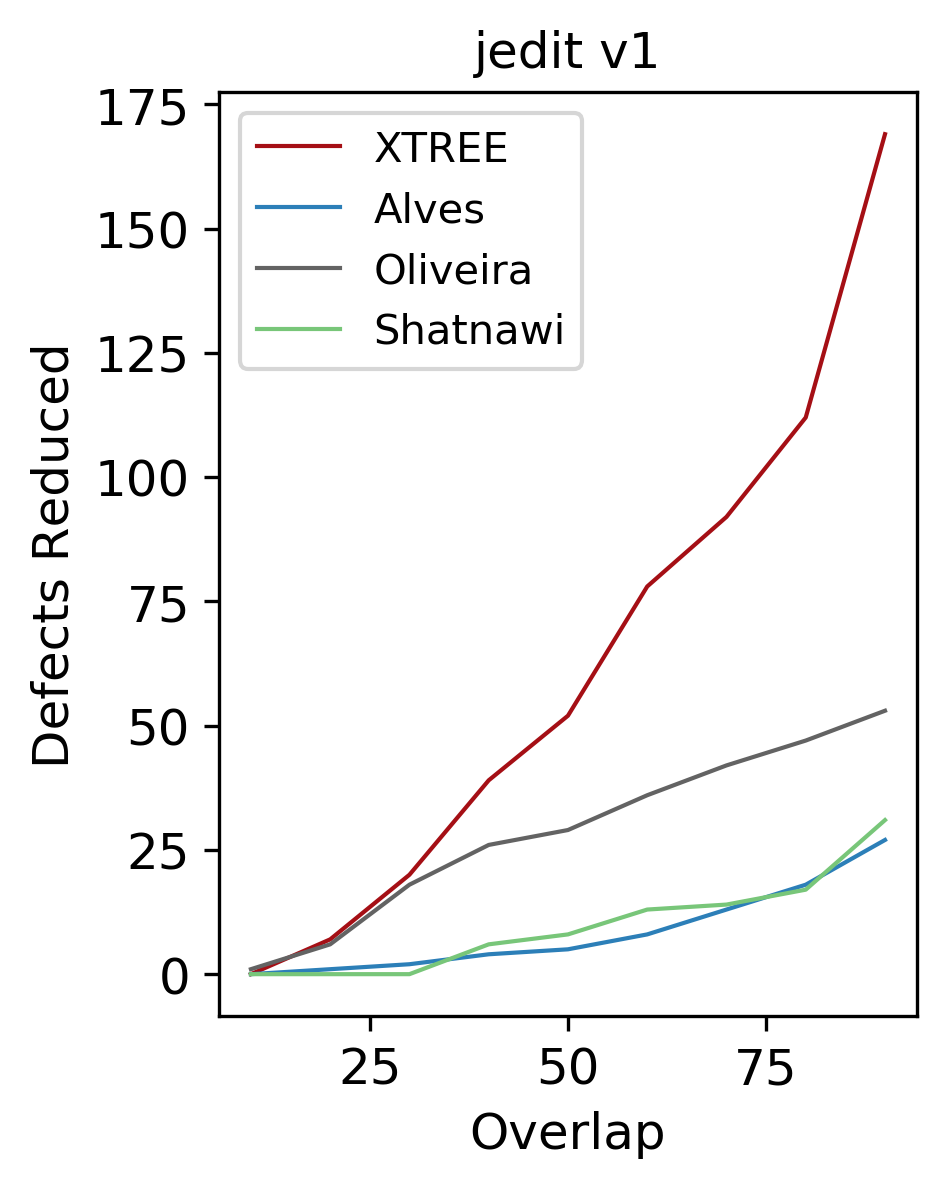 jedit v1
175
150
125
100
75
50
25
0
Defects Reduced
XTREE
Alves
Oliveira
Shatnawi
25 50 75
Overlap